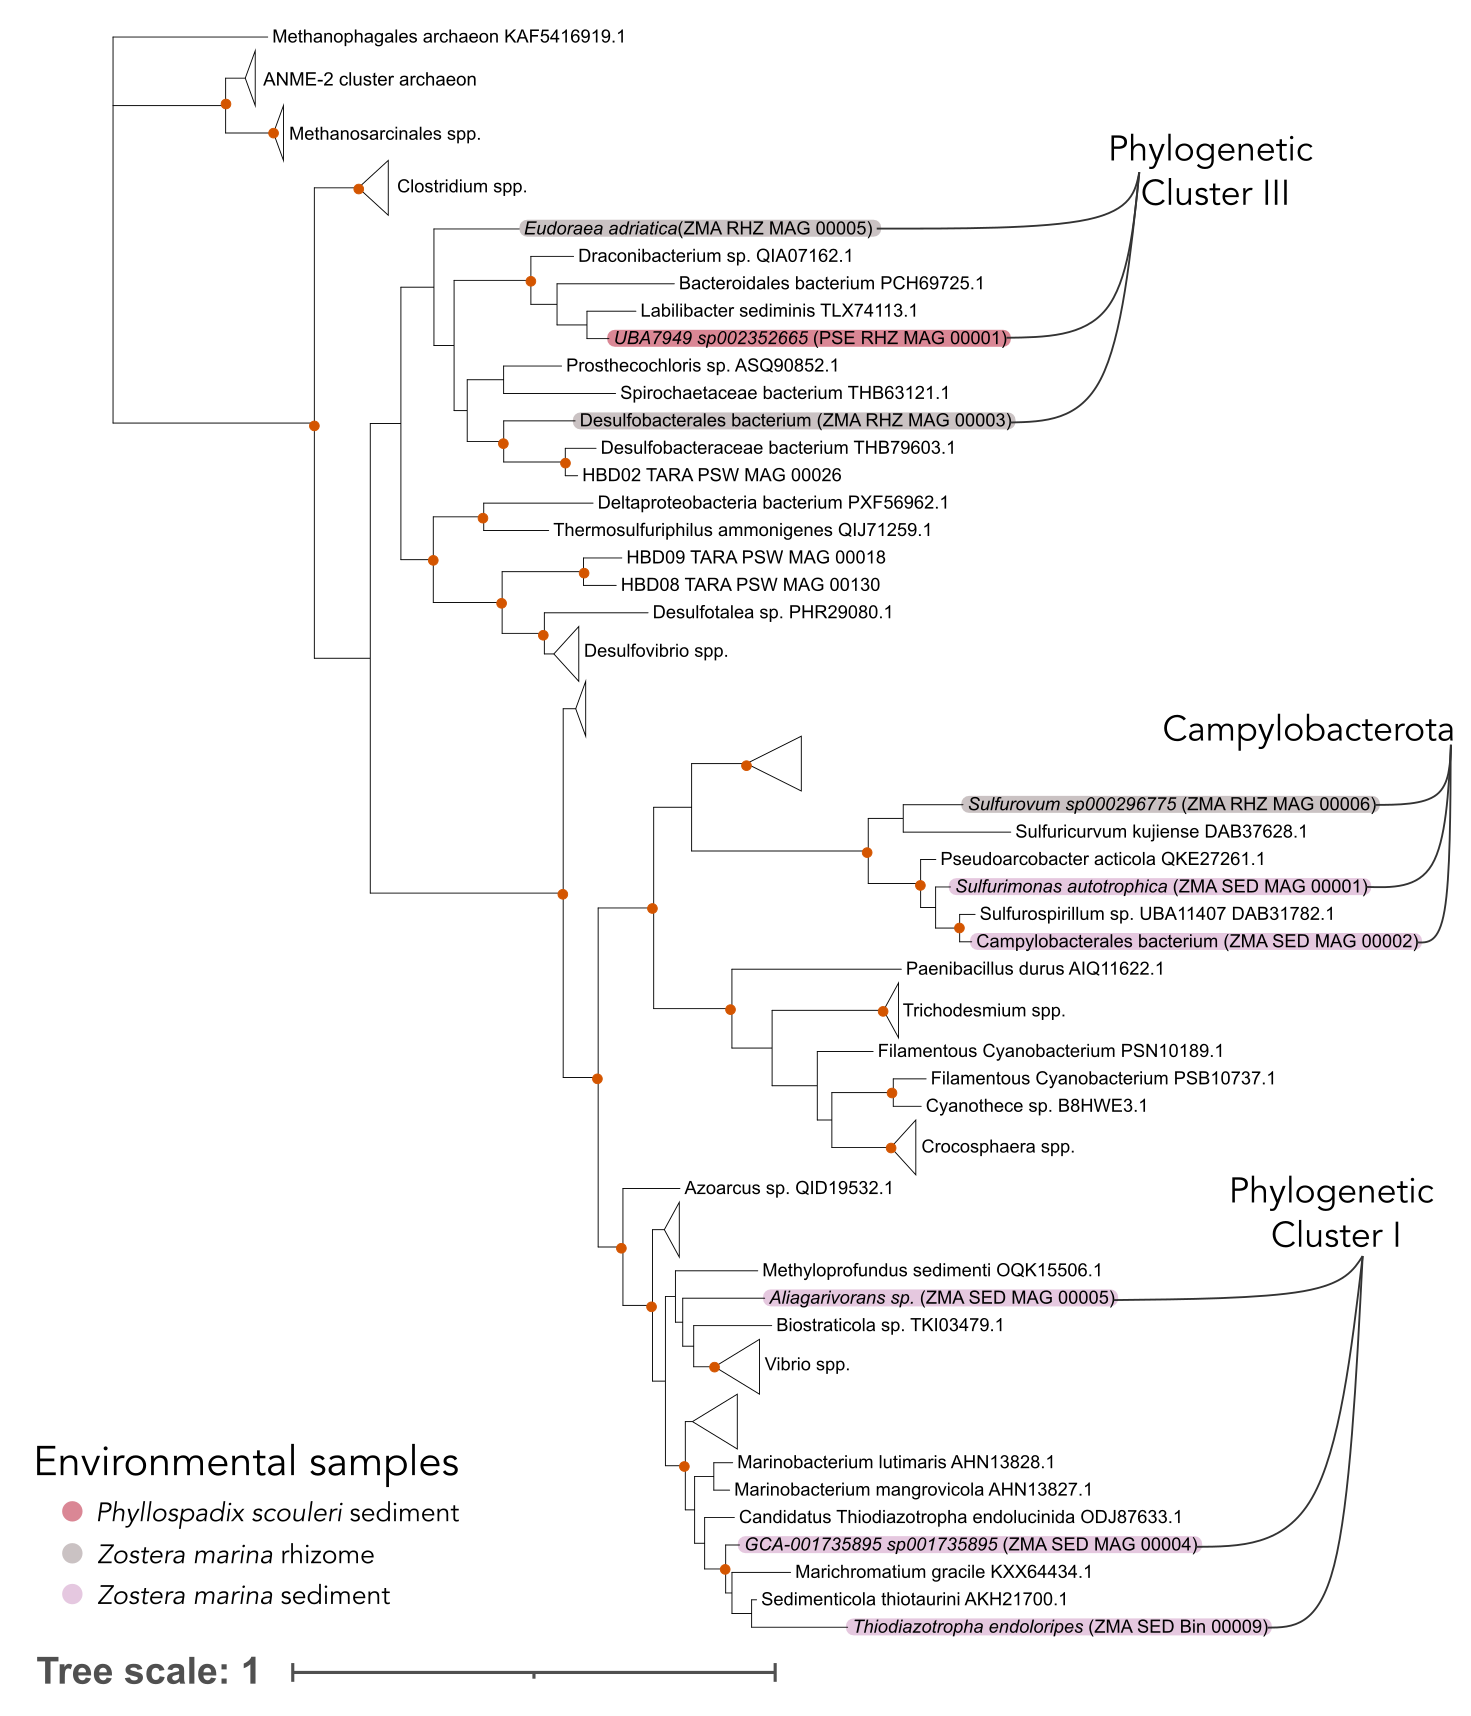 Methanophagales archaeon KAF5416919.1
ANME-2 cluster archaeon
Methanosarcinales spp.
Phylogenetic
Cluster III
Clostridium spp.
Eudoraea adriatica(ZMA RHZ MAG 00005)
Draconibacterium sp. QIA07162.1
Bacteroidales bacterium PCH69725.1
Labilibacter sediminis TLX74113.1
UBA7949 sp002352665 (PSE RHZ MAG 00001)
Prosthecochloris sp. ASQ90852.1
Spirochaetaceae bacterium THB63121.1
Desulfobacterales bacterium (ZMA RHZ MAG 00003)
Desulfobacteraceae bacterium THB79603.1
HBD02 TARA PSW MAG 00026
Deltaproteobacteria bacterium PXF56962.1
Thermosulfuriphilus ammonigenes QIJ71259.1
HBD09 TARA PSW MAG 00018
HBD08 TARA PSW MAG 00130
Desulfotalea sp. PHR29080.1
Desulfovibrio spp.
Campylobacterota
Sulfurovum sp000296775 (ZMA RHZ MAG 00006)
Sulfuricurvum kujiense DAB37628.1
Pseudoarcobacter acticola QKE27261.1
Sulfurimonas autotrophica (ZMA SED MAG 00001)
Sulfurospirillum sp. UBA11407 DAB31782.1
Campylobacterales bacterium (ZMA SED MAG 00002)
Paenibacillus durus AIQ11622.1
Trichodesmium spp.
Filamentous Cyanobacterium PSN10189.1
Filamentous Cyanobacterium PSB10737.1
Cyanothece sp. B8HWE3.1
Crocosphaera spp.
Azoarcus sp. QID19532.1
Phylogenetic
Cluster I
Methyloprofundus sedimenti OQK15506.1
Aliagarivorans sp. (ZMA SED MAG 00005)
Biostraticola sp. TKI03479.1
Vibrio spp.
Marinobacterium lutimaris AHN13828.1
Marinobacterium mangrovicola AHN13827.1
Candidatus Thiodiazotropha endolucinida ODJ87633.1
GCA-001735895 sp001735895 (ZMA SED MAG 00004)
Marichromatium gracile KXX64434.1
Sedimenticola thiotaurini AKH21700.1
Thiodiazotropha endoloripes (ZMA SED Bin 00009)
Environmental samples
Phyllospadix scouleri sediment
Zostera marina rhizome
Zostera marina sediment
Tree scale: 1